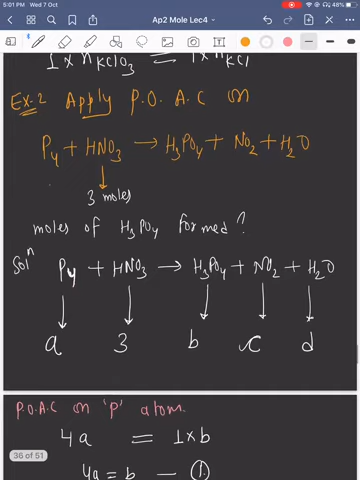 5:01 PM Wed 7 Oct 48%
Ap2 Mole Lec4
1 × nKClO3 = 1 × nKCl
Ex-2 Apply P.O.A.C on
P4 + HNO3 → H3PO4 + NO2 + H2O
3 moles
moles of H3PO4 formed?
Solⁿ P4 + HNO3 → H3PO4 + NO2 + H2O
a 3 b c d
P.O.A.C on 'P' atom
4a = 1×b
36 of 51
4a = b — ①